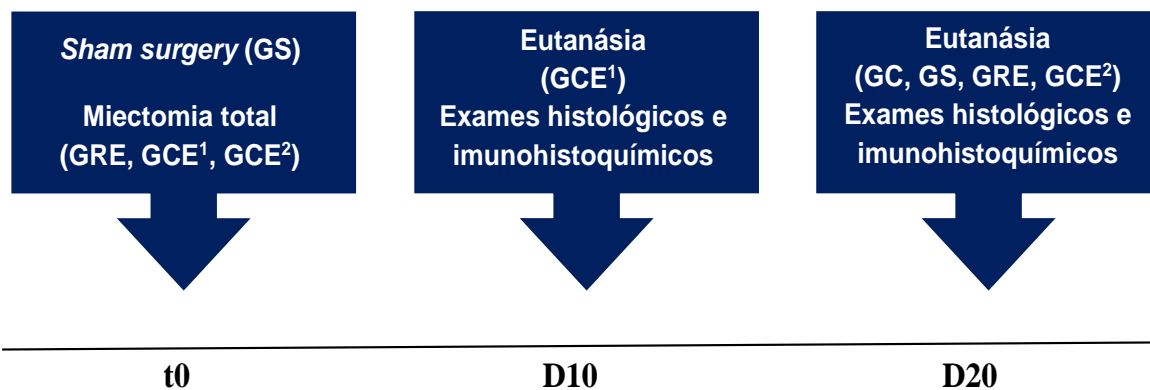 Sham surgery (GS)
Miectomia total
(GRE, GCE¹, GCE²)
Eutanásia
(GCE¹)
Exames histológicos e
imunohistoquímicos
Eutanásia
(GC, GS, GRE, GCE²)
Exames histológicos e
imunohistoquímicos
t0
D10
D20